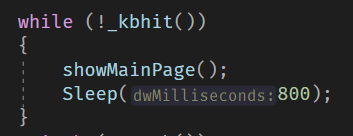 while (!_kbhit())
{
showMainPage();
Sleep(dwMilliseconds:800);
}